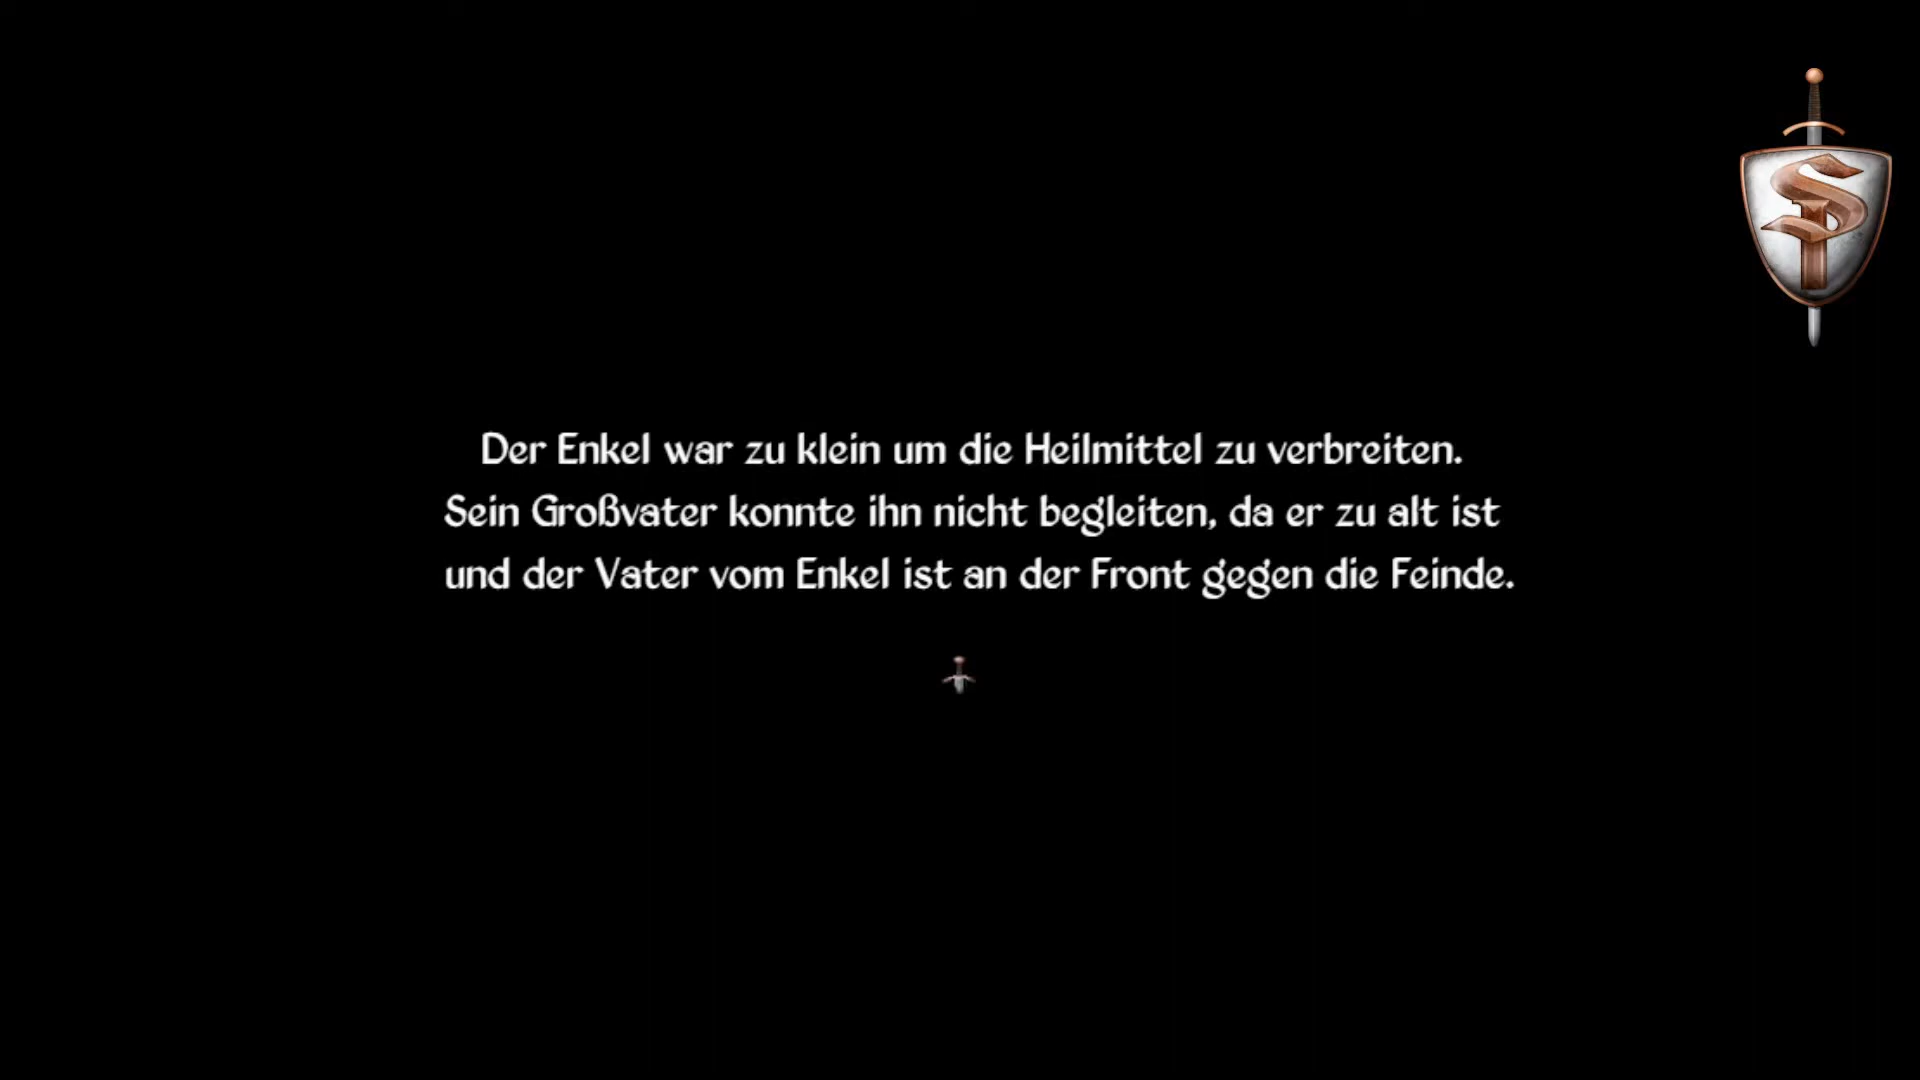 Der Enkel war zu klein um die Heilmittel zu verbreiten.
Sein Großvater konnte ihn nicht begleiten, da er zu alt ist
und der Vater vom Enkel ist an der Front gegen die Feinde.